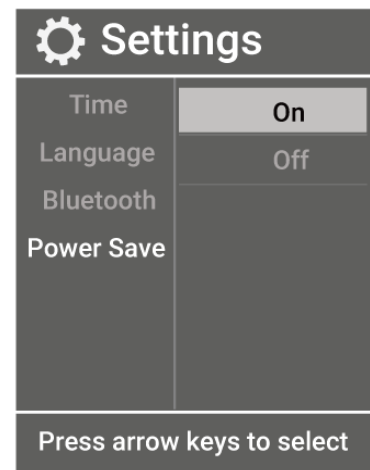 Settings
Time
Language
Bluetooth
Power Save
On
Off
Press arrow keys to select